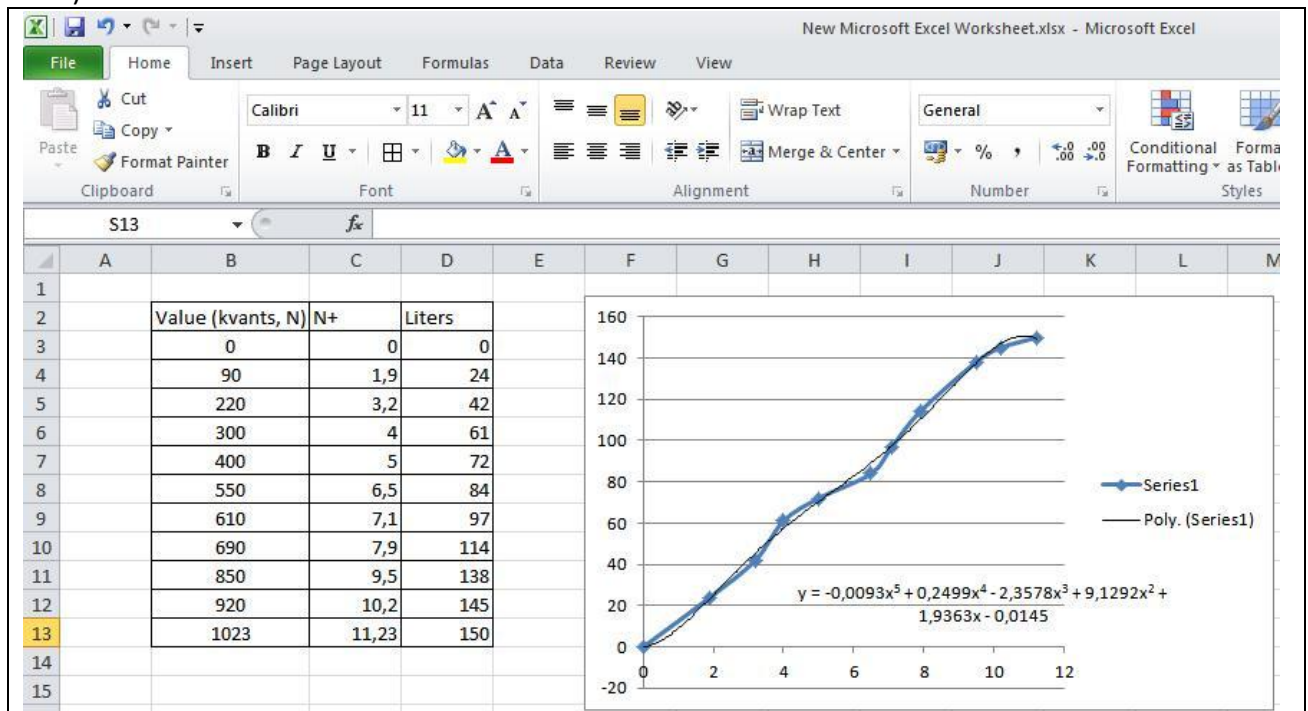 New Microsoft Excel Worksheet.xlsx - Microsoft Excel
File Home Insert Page Layout Formulas Data Review View
Cut
Calibri 11 A A Wrap Text General
Copy
Paste B I U A Merge & Center % , ,0 ,00 ,00 ,0 Conditional
Format Painter Formatting as
Clipboard Font Alignment Number Styles
S13 fx
A B C D E F G H I J K L M
1
2 Value (kvants, N) N+ Liters
3 0 0 0
4 90 1,9 24
5 220 3,2 42
6 300 4 61
7 400 5 72
8 550 6,5 84
9 610 7,1 97
10 690 7,9 114
11 850 9,5 138
12 920 10,2 145
13 1023 11,23 150
14
15
160
140
120
100
80
60
40
20
0
-20
0 2 4 6 8 10 12
y = -0,0093x⁵ + 0,2499x⁴ - 2,3578x³ + 9,1292x² +
1,9363x - 0,0145
Series1
Poly. (Series1)